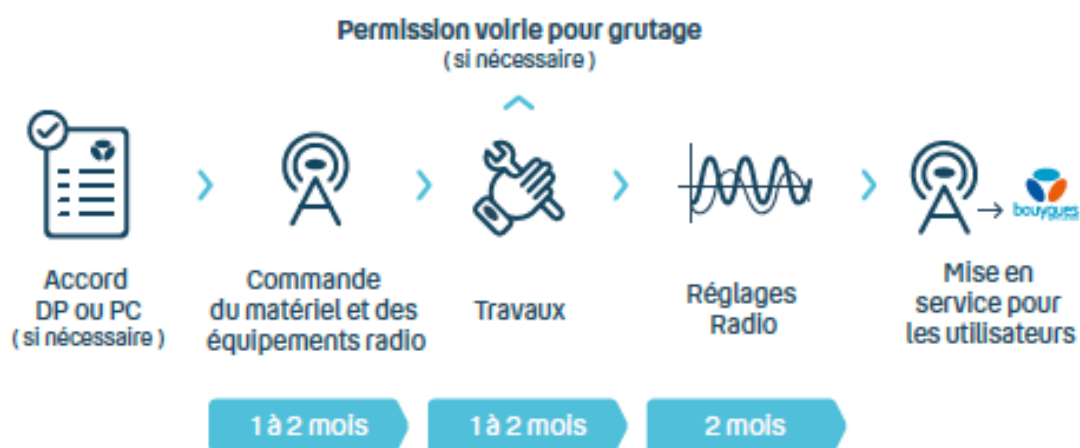 Permission voirie pour grutage
( si nécessaire )
Accord
DP ou PC
( si nécessaire )
Commande
du matériel et des
équipements radio
Travaux
Réglages
Radio
bouygues
Mise en
service pour
les utilisateurs
1 à 2 mois
1 à 2 mois
2 mois